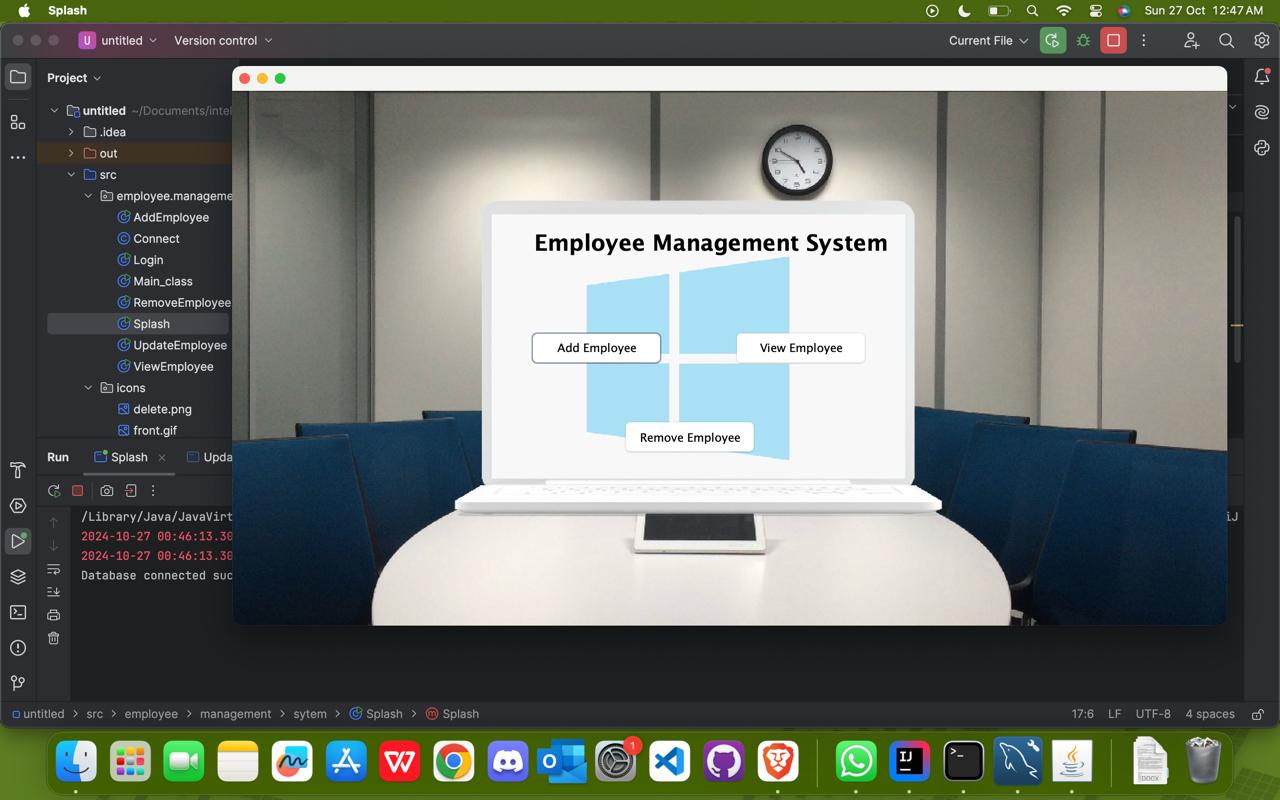 Splash
Sun 27 Oct 12:47 AM
U untitled
Version control
Current File
Project
untitled ~/Documents/intel
.idea
out
src
employee.manageme
AddEmployee
Connect
Login
Main_class
RemoveEmployee
Splash
UpdateEmployee
ViewEmployee
icons
delete.png
front.gif
Employee Management System
Add Employee
View Employee
Remove Employee
Run
Splash
Upda
/Library/Java/JavaVirt
iJ
2024-10-27 00:46:13.30
2024-10-27 00:46:13.30
Database connected suc
untitled > src > employee > management > sytem > Splash > m Splash
17:6 LF UTF-8 4 spaces
1
W
O
IJ
>_
DOCX